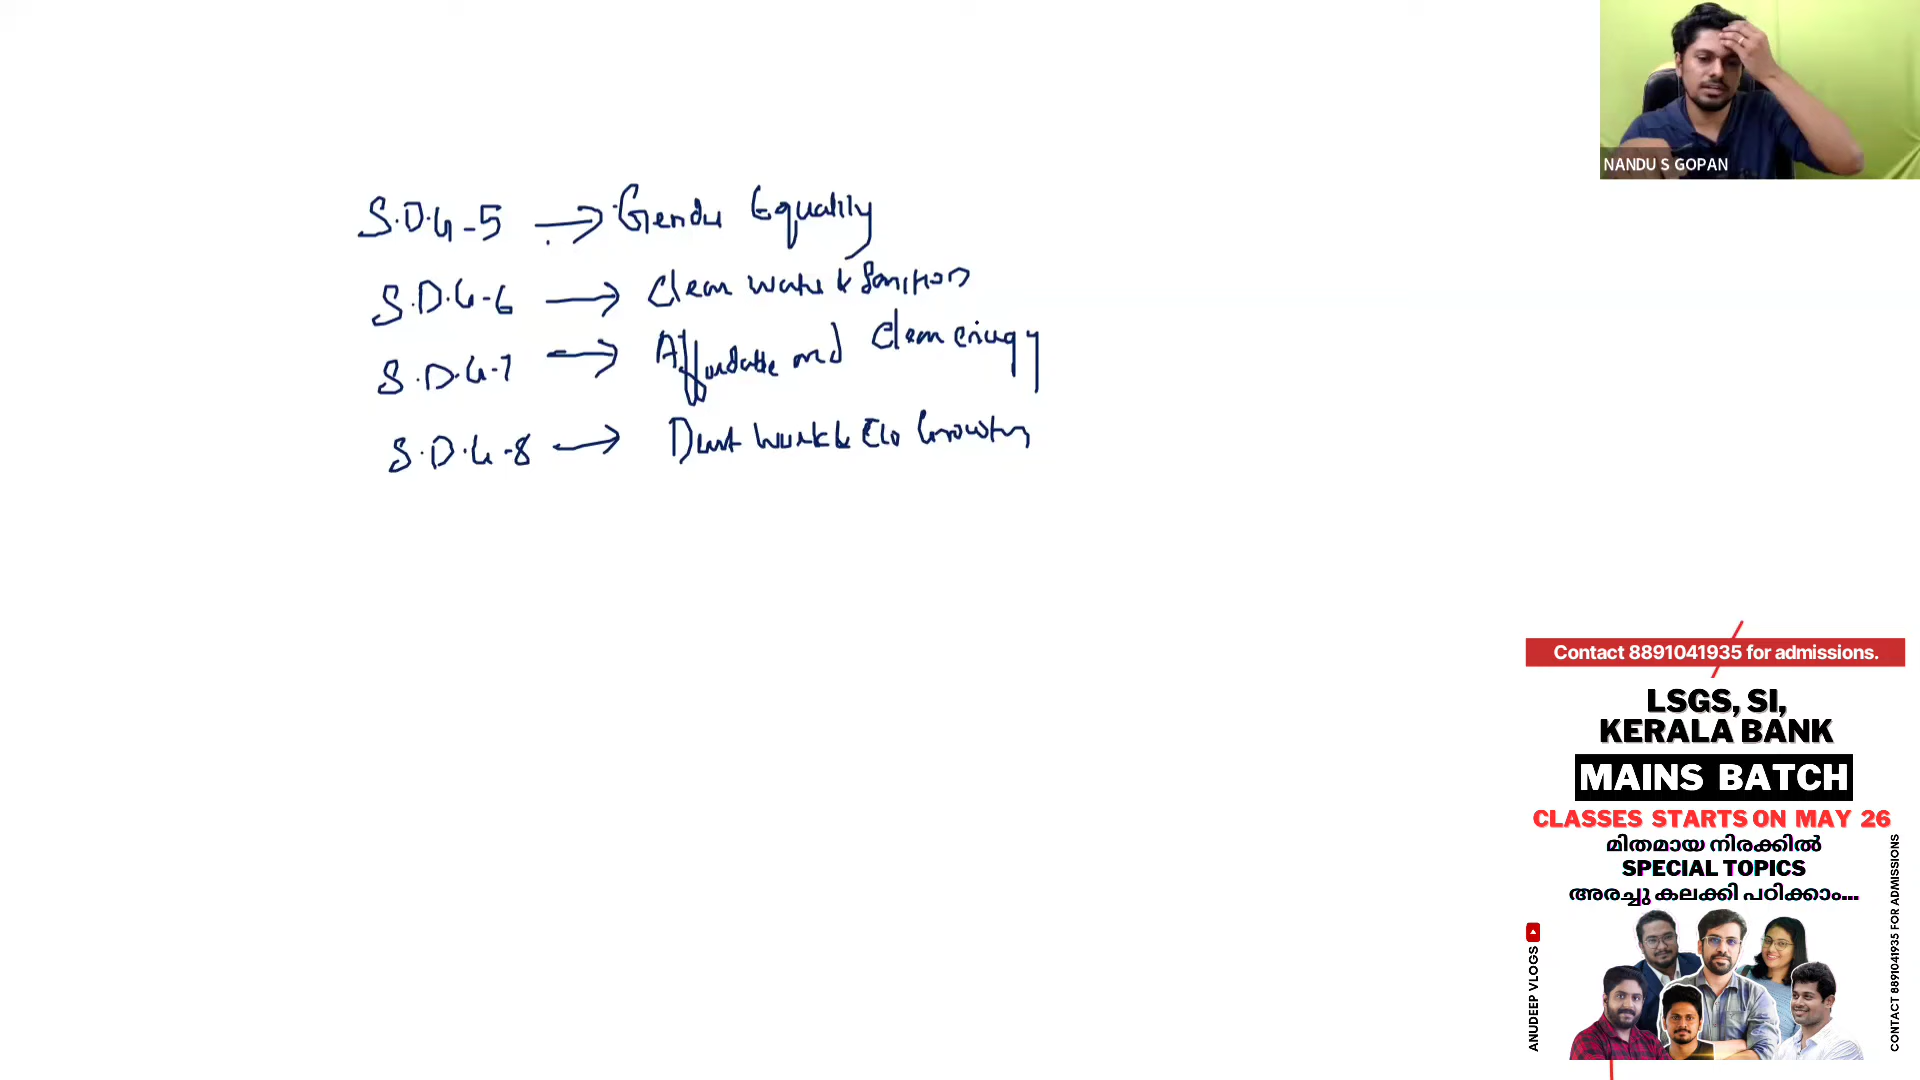 NANDU S GOPAN
S.D.G-5 → Gender Equality
S.D.G-6 → Clean Water & Sanition
S.D.G-7 → Affordable and Clean energy
S.D.G-8 → Decent Work & Eco Growth
Contact 8891041935 for admissions.
LSGS, SI,
KERALA BANK
MAINS BATCH
CLASSES STARTS ON MAY 26
മിതമായ നിരക്കിൽ
SPECIAL TOPICS
അരച്ചു കലക്കി പഠിക്കാം...
ANUDEEP VLOGS
CONTACT 8891041935 FOR ADMISSIONS